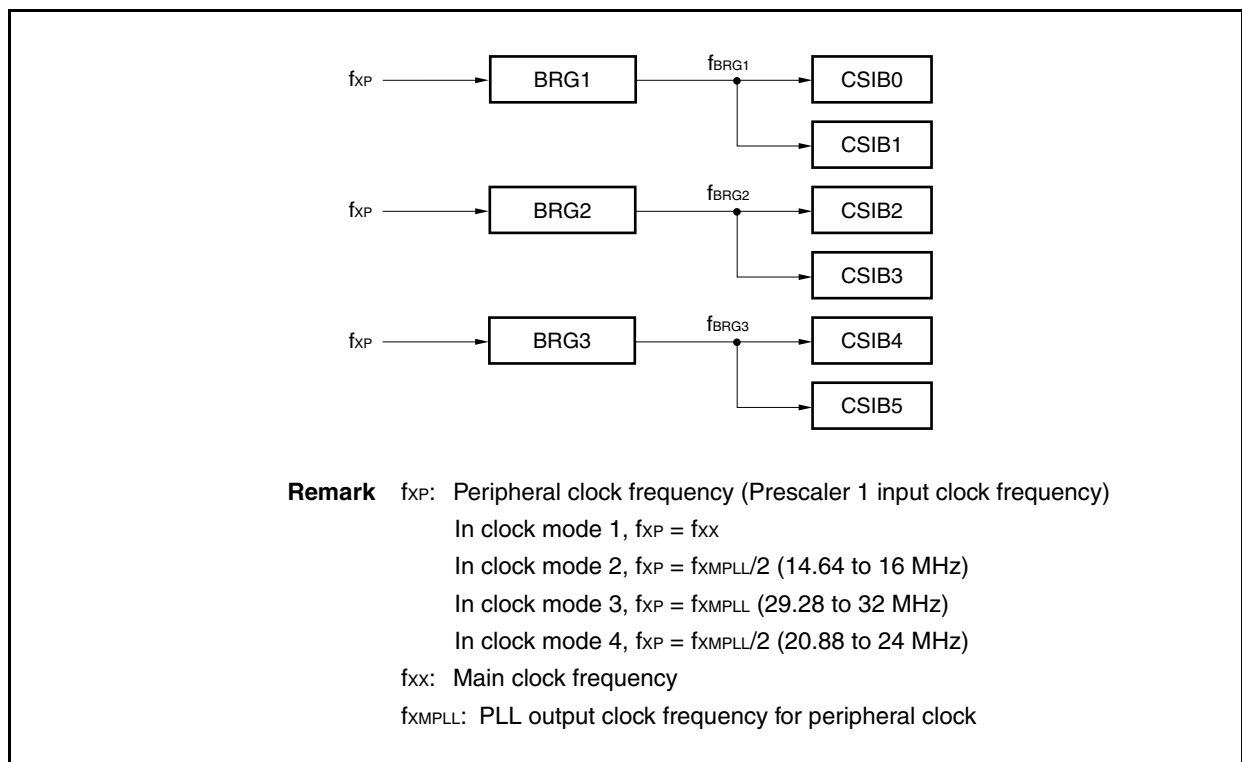 fBRG1
fXP BRG1 CSIB0
CSIB1
fBRG2
fXP BRG2 CSIB2
CSIB3
fBRG3
fXP BRG3 CSIB4
CSIB5
Remark fXP: Peripheral clock frequency (Prescaler 1 input clock frequency)
In clock mode 1, fXP = fXX
In clock mode 2, fXP = fXMPLL/2 (14.64 to 16 MHz)
In clock mode 3, fXP = fXMPLL (29.28 to 32 MHz)
In clock mode 4, fXP = fXMPLL/2 (20.88 to 24 MHz)
fXX: Main clock frequency
fXMPLL: PLL output clock frequency for peripheral clock